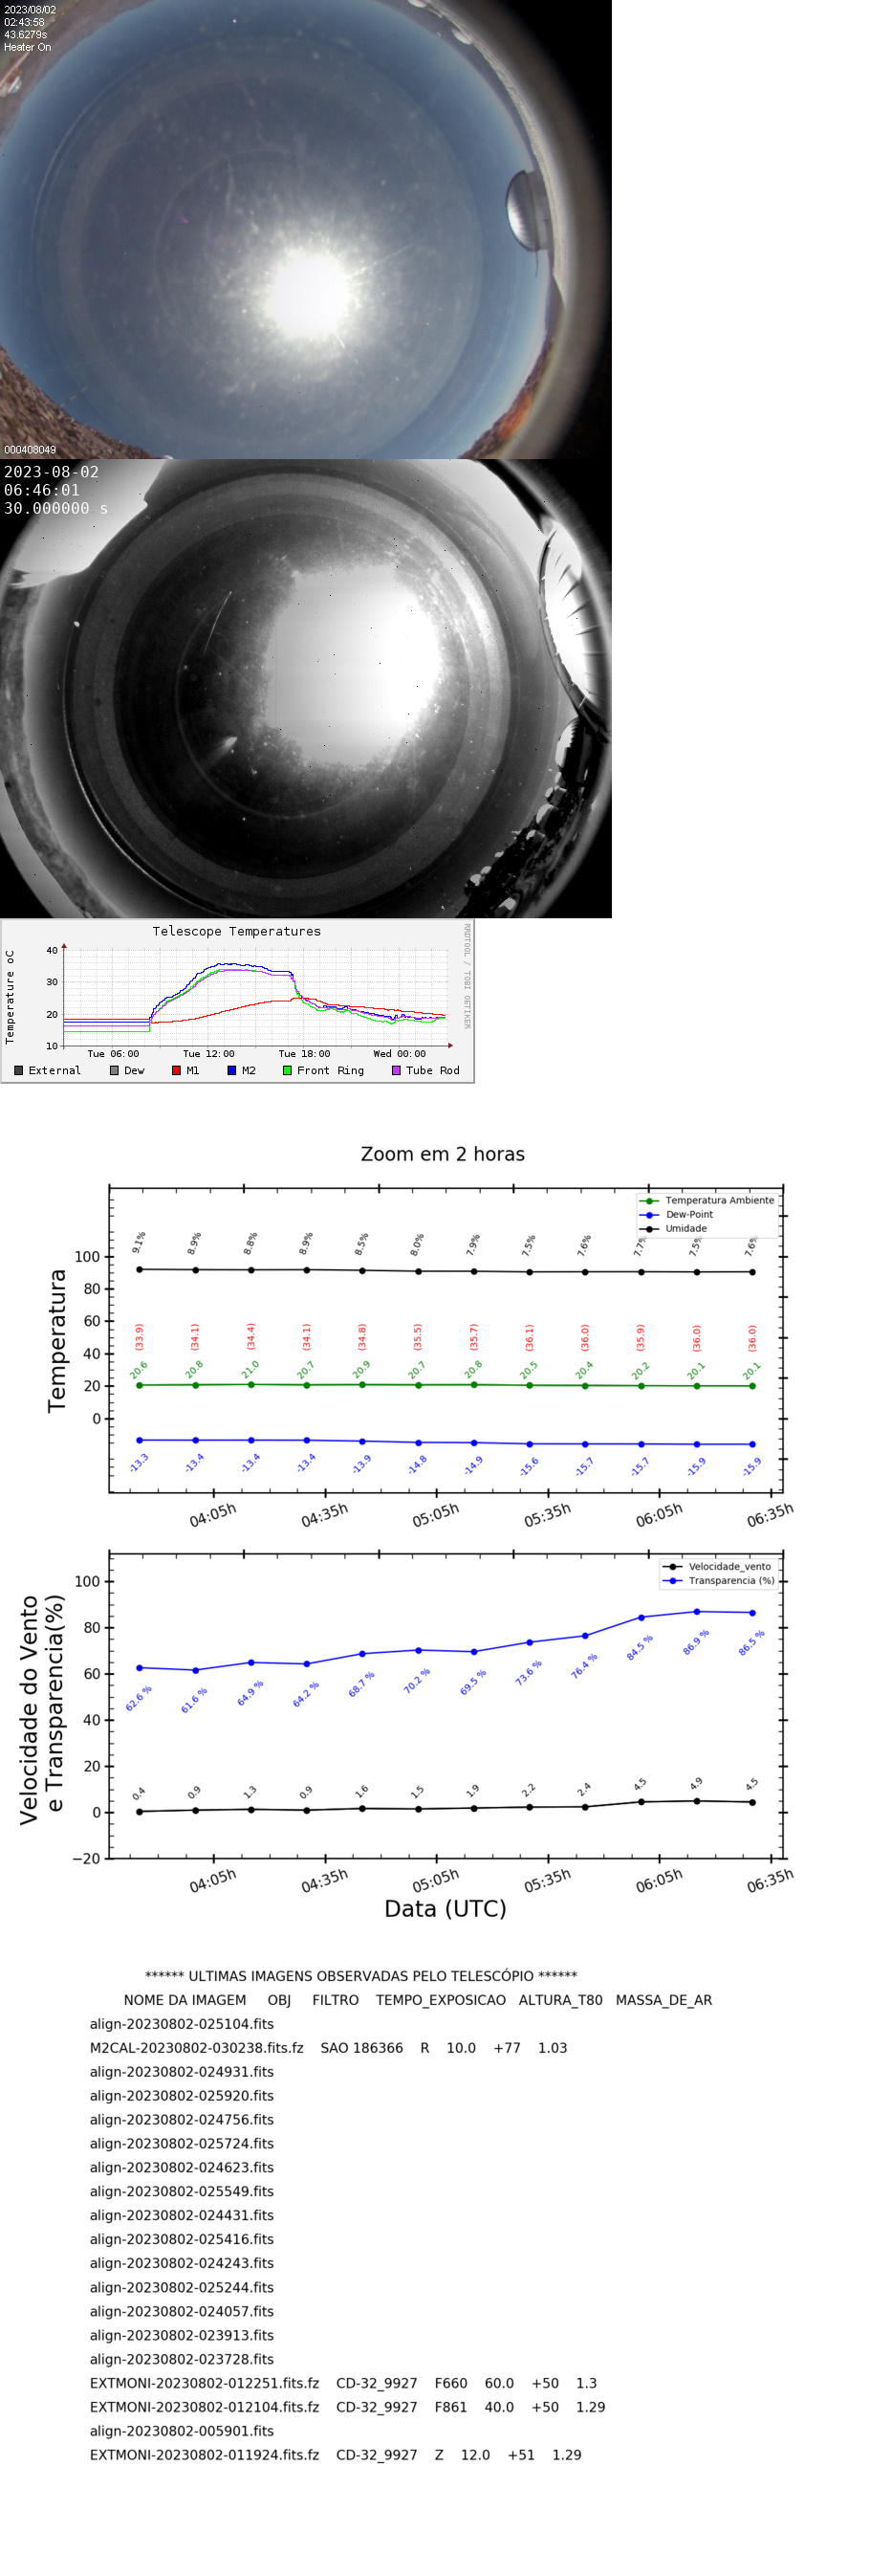 2023/08/02
02:43:58
43.6279s
Heater On
000408049
2023-08-02
06:46:01
30.000000 s
Telescope Temperatures
RRDTOOL / TOBI OETIKER
Temperature oC
40
30
20
10
Tue 06:00 Tue 12:00 Tue 18:00 Wed 00:00
External Dew M1 M2 Front Ring Tube Rod
Zoom em 2 horas
Temperatura Ambiente
Dew-Point
Umidade
Temperatura
100
80
60
40
20
0
9.1% 8.9% 8.8% 8.9% 8.5% 8.0% 7.9% 7.5% 7.6% 7.7% 7.5% 7.6%
(33.9) (34.1) (34.4) (34.1) (34.8) (35.5) (35.7) (36.1) (36.0) (35.9) (36.0) (36.0)
20.6 20.8 21.0 20.7 20.9 20.7 20.8 20.5 20.4 20.2 20.1 20.1
-13.3 -13.4 -13.4 -13.4 -13.9 -14.8 -14.9 -15.6 -15.7 -15.7 -15.9 -15.9
04:05h 04:35h 05:05h 05:35h 06:05h 06:35h
Velocidade_vento
Transparencia (%)
Velocidade do Vento
e Transparencia(%)
100
80
60
40
20
0
−20
62.6 % 61.6 % 64.9 % 64.2 % 68.7 % 70.2 % 69.5 % 73.6 % 76.4 % 84.5 % 86.9 % 86.5 %
0.4 0.9 1.3 0.9 1.6 1.5 1.9 2.2 2.4 4.5 4.9 4.5
04:05h 04:35h 05:05h 05:35h 06:05h 06:35h
Data (UTC)
****** ULTIMAS IMAGENS OBSERVADAS PELO TELESCÓPIO ******
NOME DA IMAGEM OBJ FILTRO TEMPO_EXPOSICAO ALTURA_T80 MASSA_DE_AR
align-20230802-025104.fits
M2CAL-20230802-030238.fits.fz SAO 186366 R 10.0 +77 1.03
align-20230802-024931.fits
align-20230802-025920.fits
align-20230802-024756.fits
align-20230802-025724.fits
align-20230802-024623.fits
align-20230802-025549.fits
align-20230802-024431.fits
align-20230802-025416.fits
align-20230802-024243.fits
align-20230802-025244.fits
align-20230802-024057.fits
align-20230802-023913.fits
align-20230802-023728.fits
EXTMONI-20230802-012251.fits.fz CD-32_9927 F660 60.0 +50 1.3
EXTMONI-20230802-012104.fits.fz CD-32_9927 F861 40.0 +50 1.29
align-20230802-005901.fits
EXTMONI-20230802-011924.fits.fz CD-32_9927 Z 12.0 +51 1.29